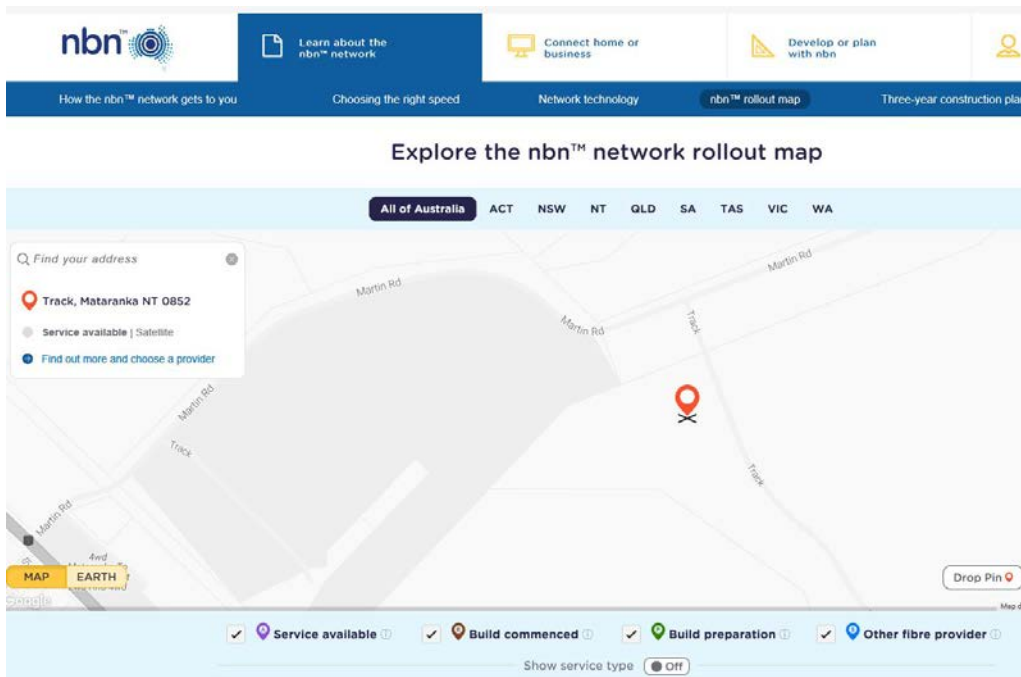 nbn™
Learn about the
nbn™ network
Connect home or
business
Develop or plan
with nbn
How the nbn™ network gets to you
Choosing the right speed
Network technology
nbn™ rollout map
Three-year construction pla
Explore the nbn™ network rollout map
All of Australia
ACT
NSW
NT
QLD
SA
TAS
VIC
WA
Find your address
Track, Mataranka NT 0852
Service available | Satellite
Find out more and choose a provider
Martin Rd
Martin Rd
Martin Rd
Track
Martin Rd
Track
Track
Martin Rd
4wd
MAP
EARTH
Google
Drop Pin
Map d
Service available
Build commenced
Build preparation
Other fibre provider
Show service type
Off